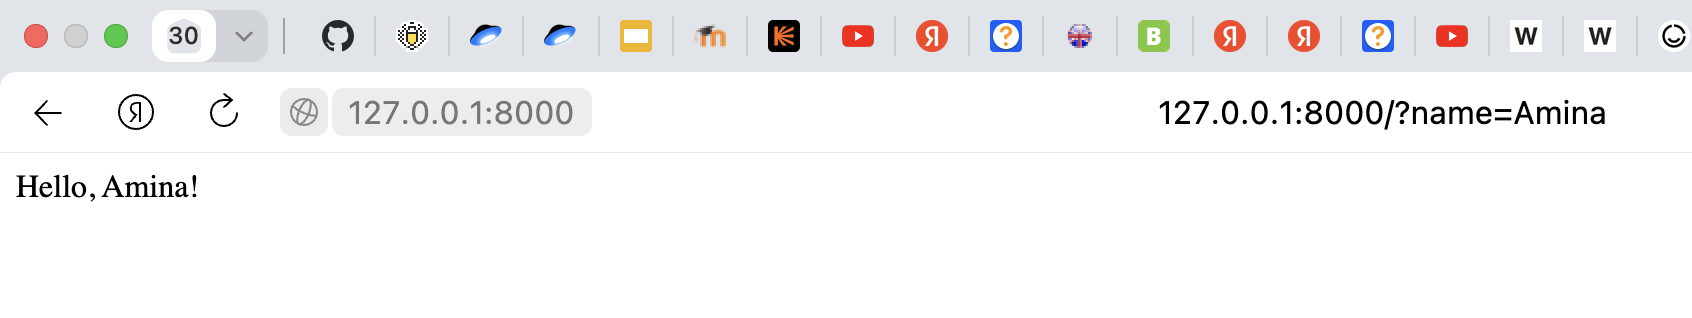 30 Я B Я Я W W
Я 127.0.0.1:8000 127.0.0.1:8000/?name=Amina
Hello, Amina!